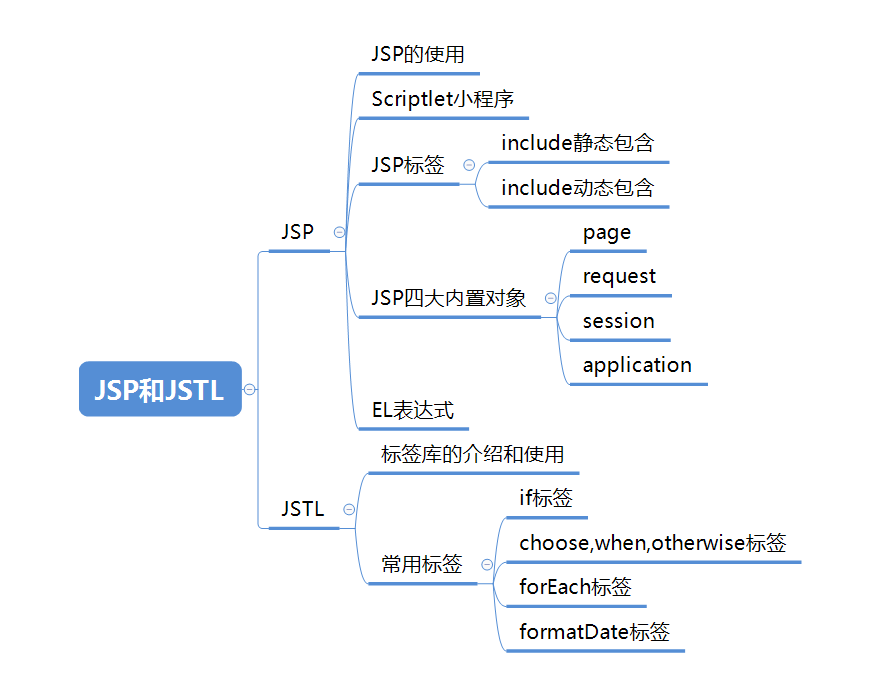 JSP的使用
Scriptlet小程序
include静态包含
JSP标签
include动态包含
JSP
page
request
JSP四大内置对象
session
application
JSP和JSTL
EL表达式
标签库的介绍和使用
if标签
JSTL
choose,when,otherwise标签
常用标签
forEach标签
formatDate标签